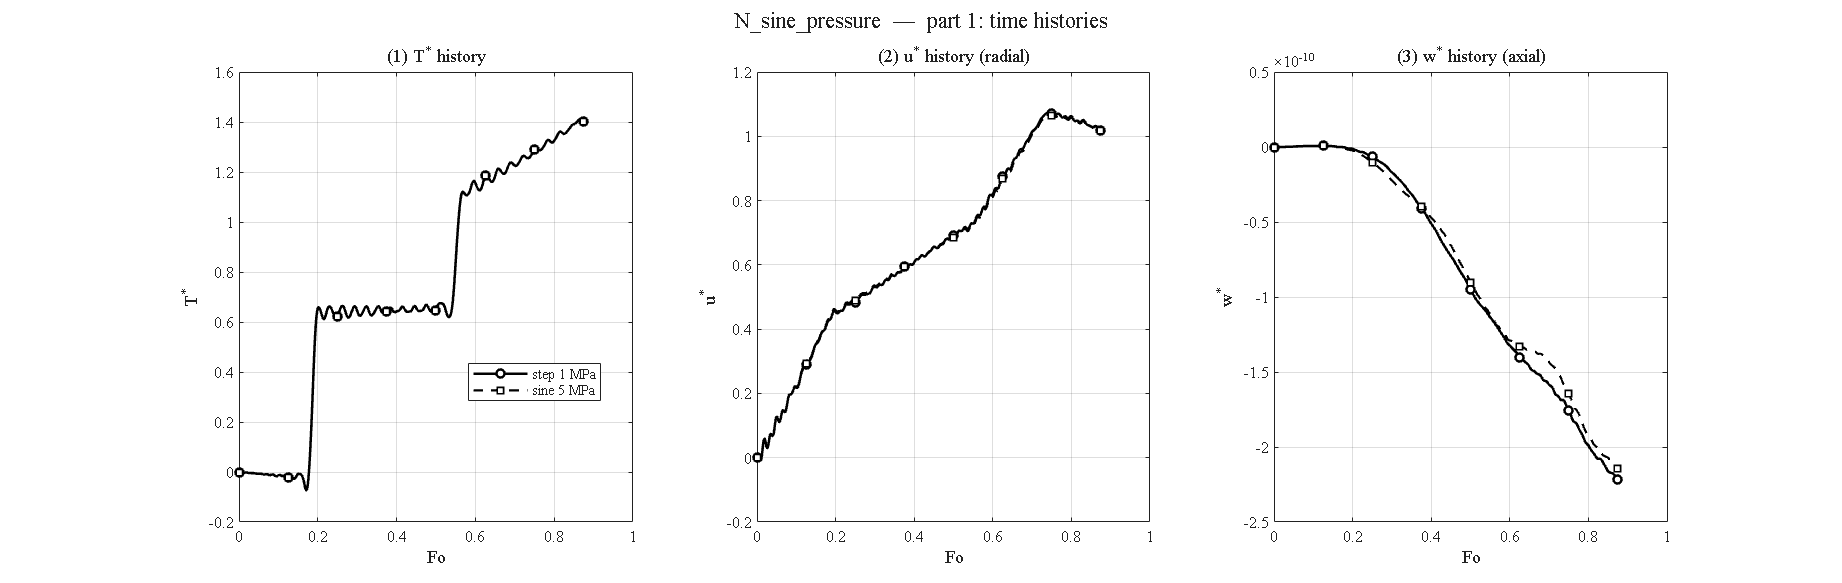 N_sine_pressure — part 1: time histories
(1) T* history
1.6
1.4
1.2
1
0.8
0.6
0.4
0.2
0
-0.2
T*
0 0.2 0.4 0.6 0.8 1
Fo
step 1 MPa
sine 5 MPa
(2) u* history (radial)
1.2
1
0.8
0.6
0.4
0.2
0
-0.2
u*
0 0.2 0.4 0.6 0.8 1
Fo
(3) w* history (axial)
×10^-10
0.5
0
-0.5
-1
-1.5
-2
-2.5
w*
0 0.2 0.4 0.6 0.8 1
Fo